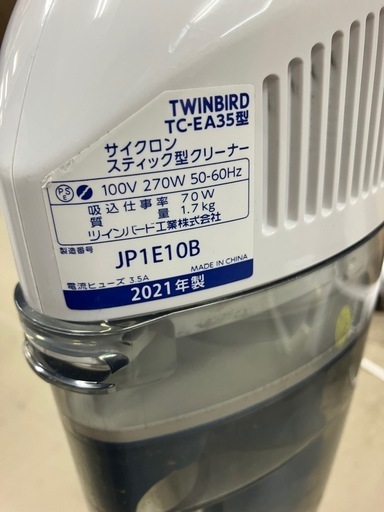 TWINBIRD
TC-EA35型
サイクロン
スティック型クリーナー
PS
E
100V 270W 50-60Hz
吸込仕事率 70W
質量 1.7kg
ツインバード工業株式会社
製造番号
JP1E10B
電流ヒューズ 3.5A MADE IN CHINA
2021年製